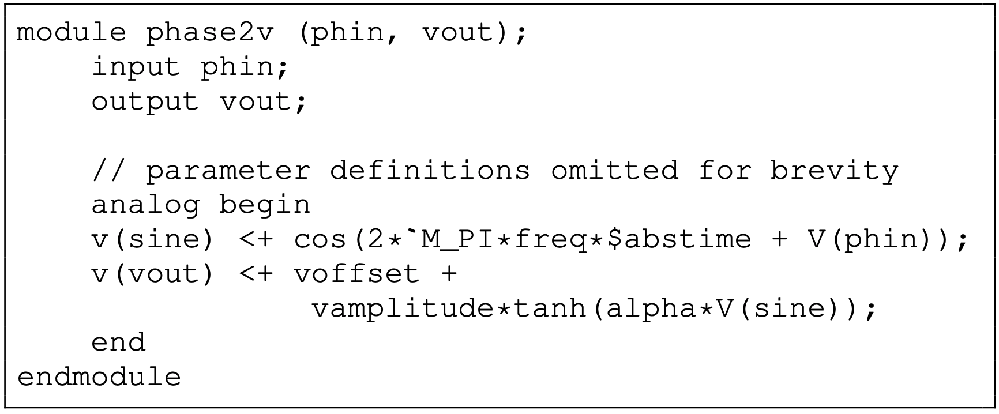 module phase2v (phin, vout);
input phin;
output vout;
// parameter definitions omitted for brevity
analog begin
v(sine) <+ cos(2*`M_PI*freq*$abstime + V(phin));
v(vout) <+ voffset +
vamplitude*tanh(alpha*V(sine));
end
endmodule